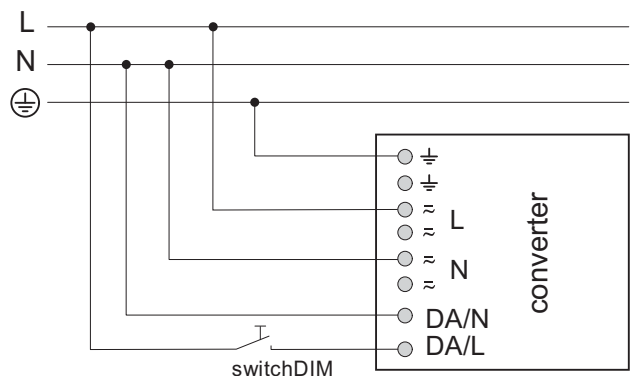 L
N
L
N
DA/N
DA/L
switchDIM
converter